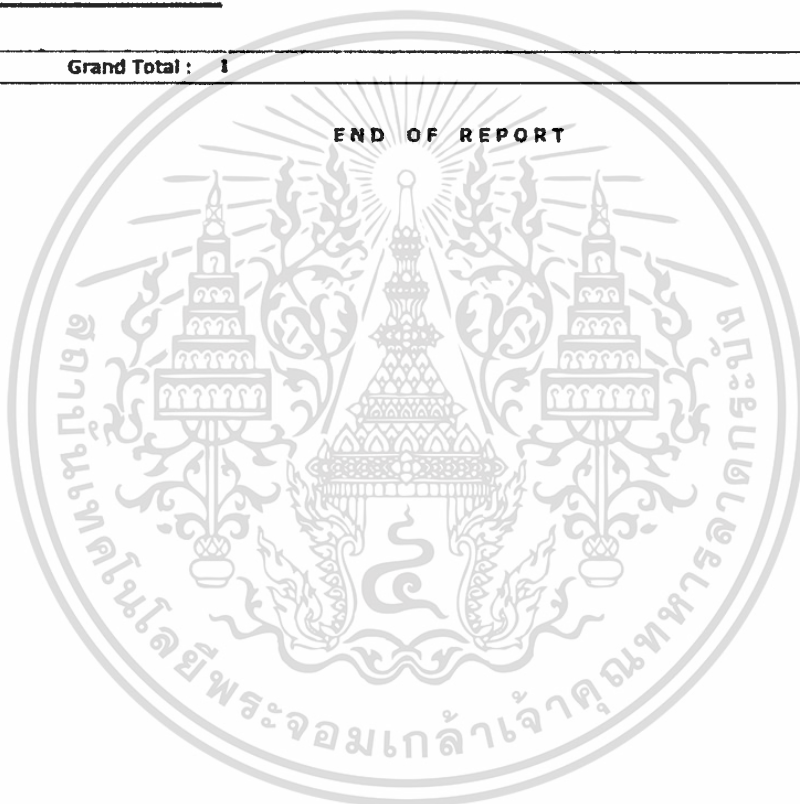 Grand Total : 1
END OF REPORT
สถาบันเทคโนโลยีพระจอมเกล้าเจ้าคุณทหารลาดกระบัง
๔